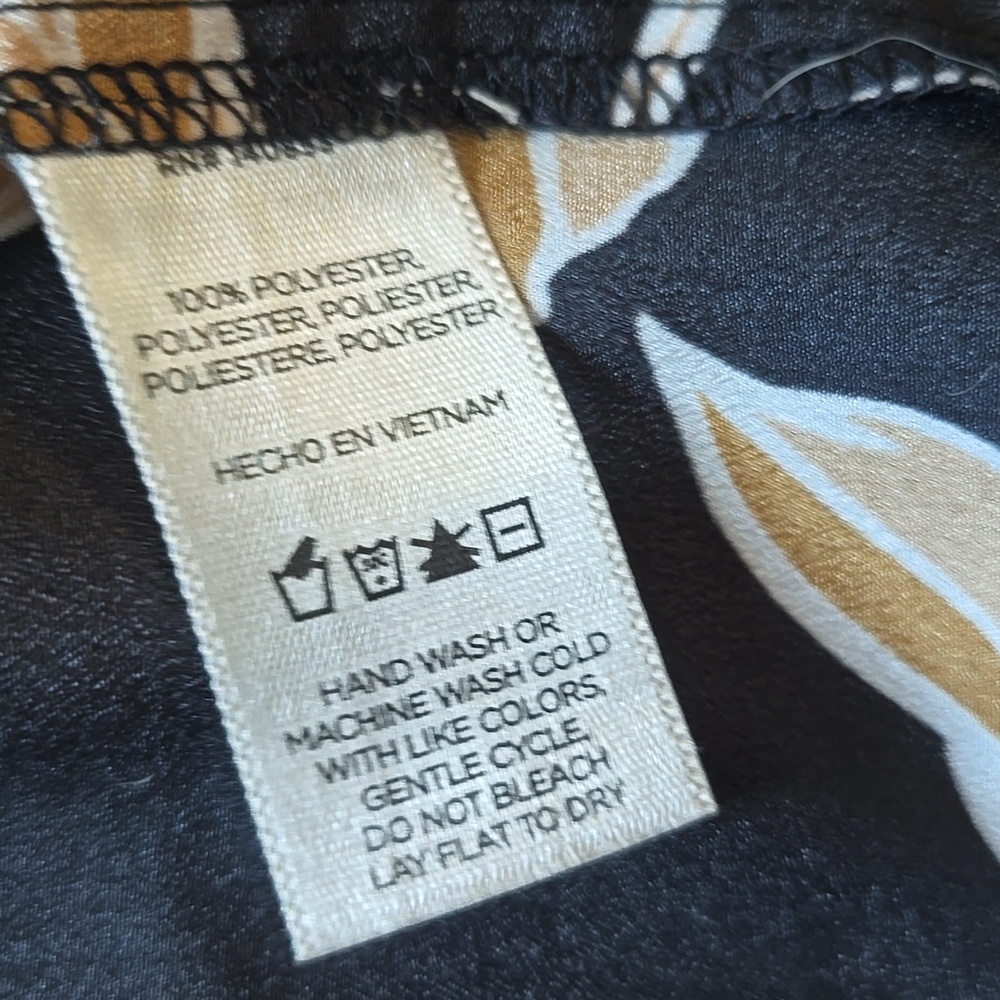 100% POLYESTER,
POLYESTER, POLIESTER,
POLIESTERE, POLYESTER
HECHO EN VIETNAM
30C
HAND WASH OR
MACHINE WASH COLD
WITH LIKE COLORS,
GENTLE CYCLE,
DO NOT BLEACH
LAY FLAT TO DRY